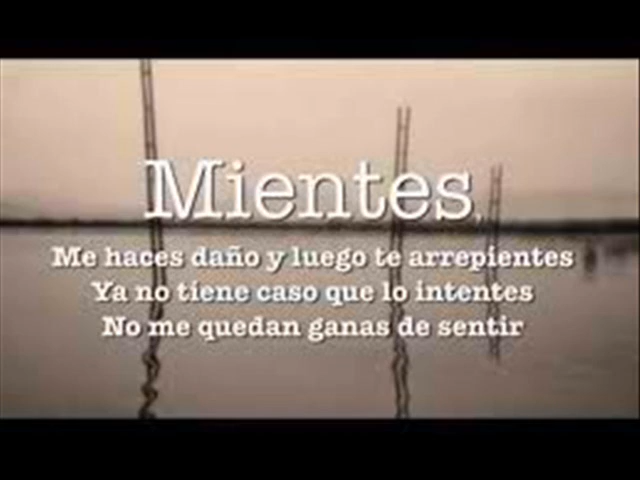 Mientes,
Me haces daño y luego te arrepientes
Ya no tiene caso que lo intentes
No me quedan ganas de sentir